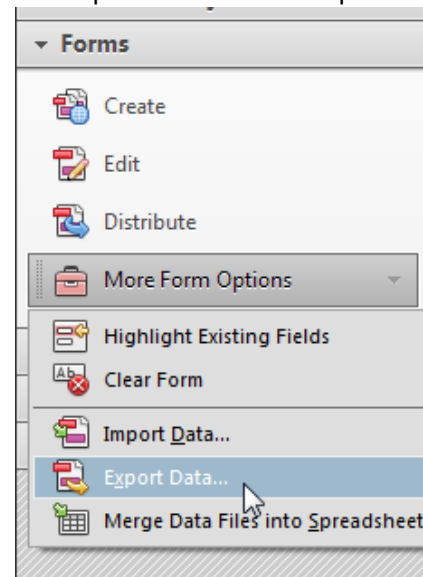 Forms
Create
Edit
Distribute
More Form Options
Highlight Existing Fields
Clear Form
Import Data...
Export Data...
Merge Data Files into Spreadsheet